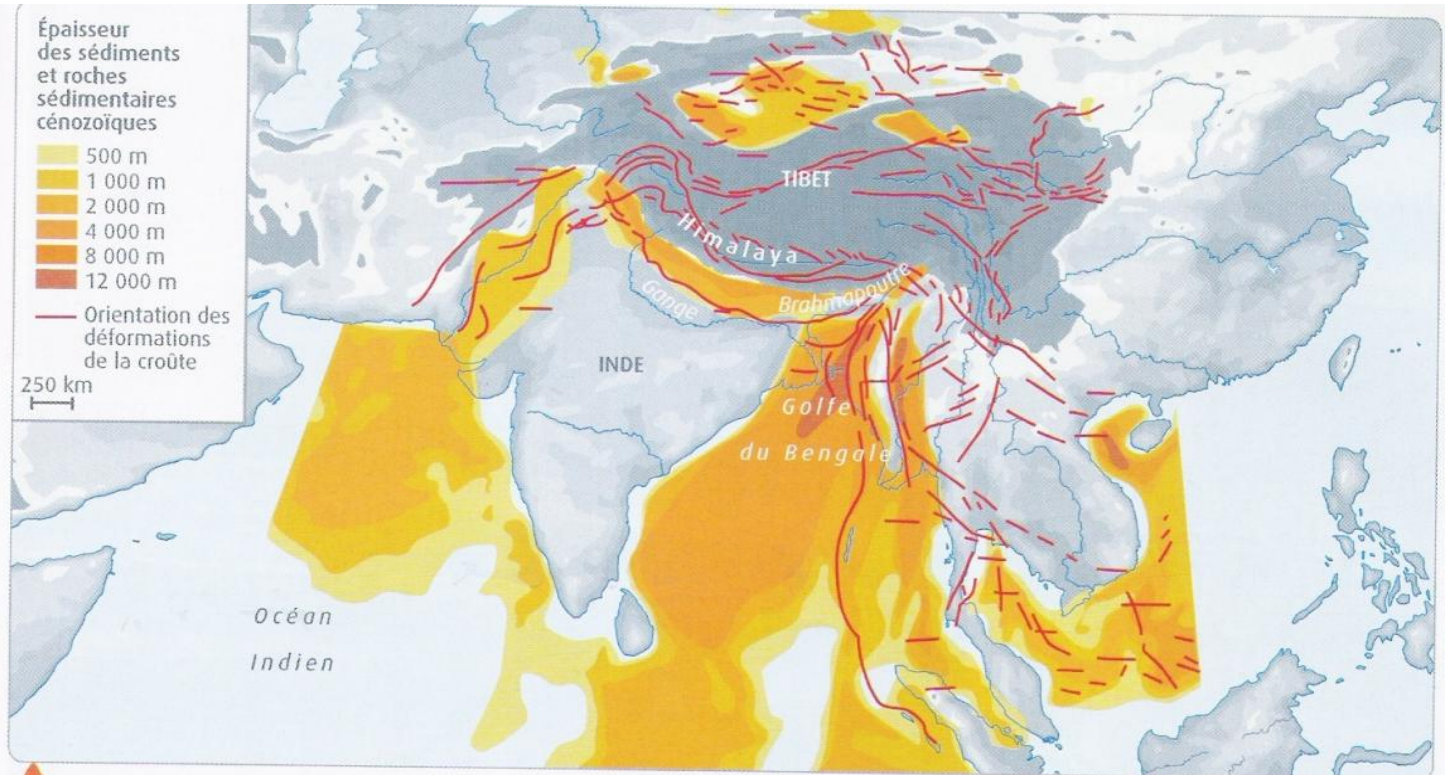 Épaisseur
des sédiments
et roches
sédimentaires
cénozoïques
500 m
1 000 m
2 000 m
4 000 m
8 000 m
12 000 m
Orientation des
déformations
de la croûte
250 km
TIBET
Himalaya
Gange
Brahmapoutre
INDE
Golfe
du Bengale
Océan
Indien